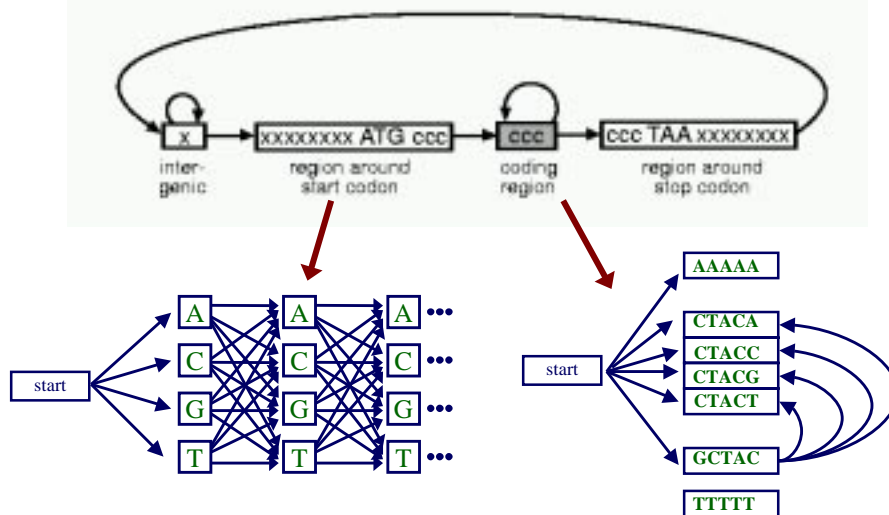 x
xxxxxxxx ATG ccc
ccc
ccc TAA xxxxxxxx
inter-
genic
region around
start codon
coding
region
region around
stop codon
start
A
A
A
•••
C
C
C
•••
G
G
G
•••
T
T
T
•••
start
AAAAA
CTACA
CTACC
CTACG
CTACT
GCTAC
TTTTT